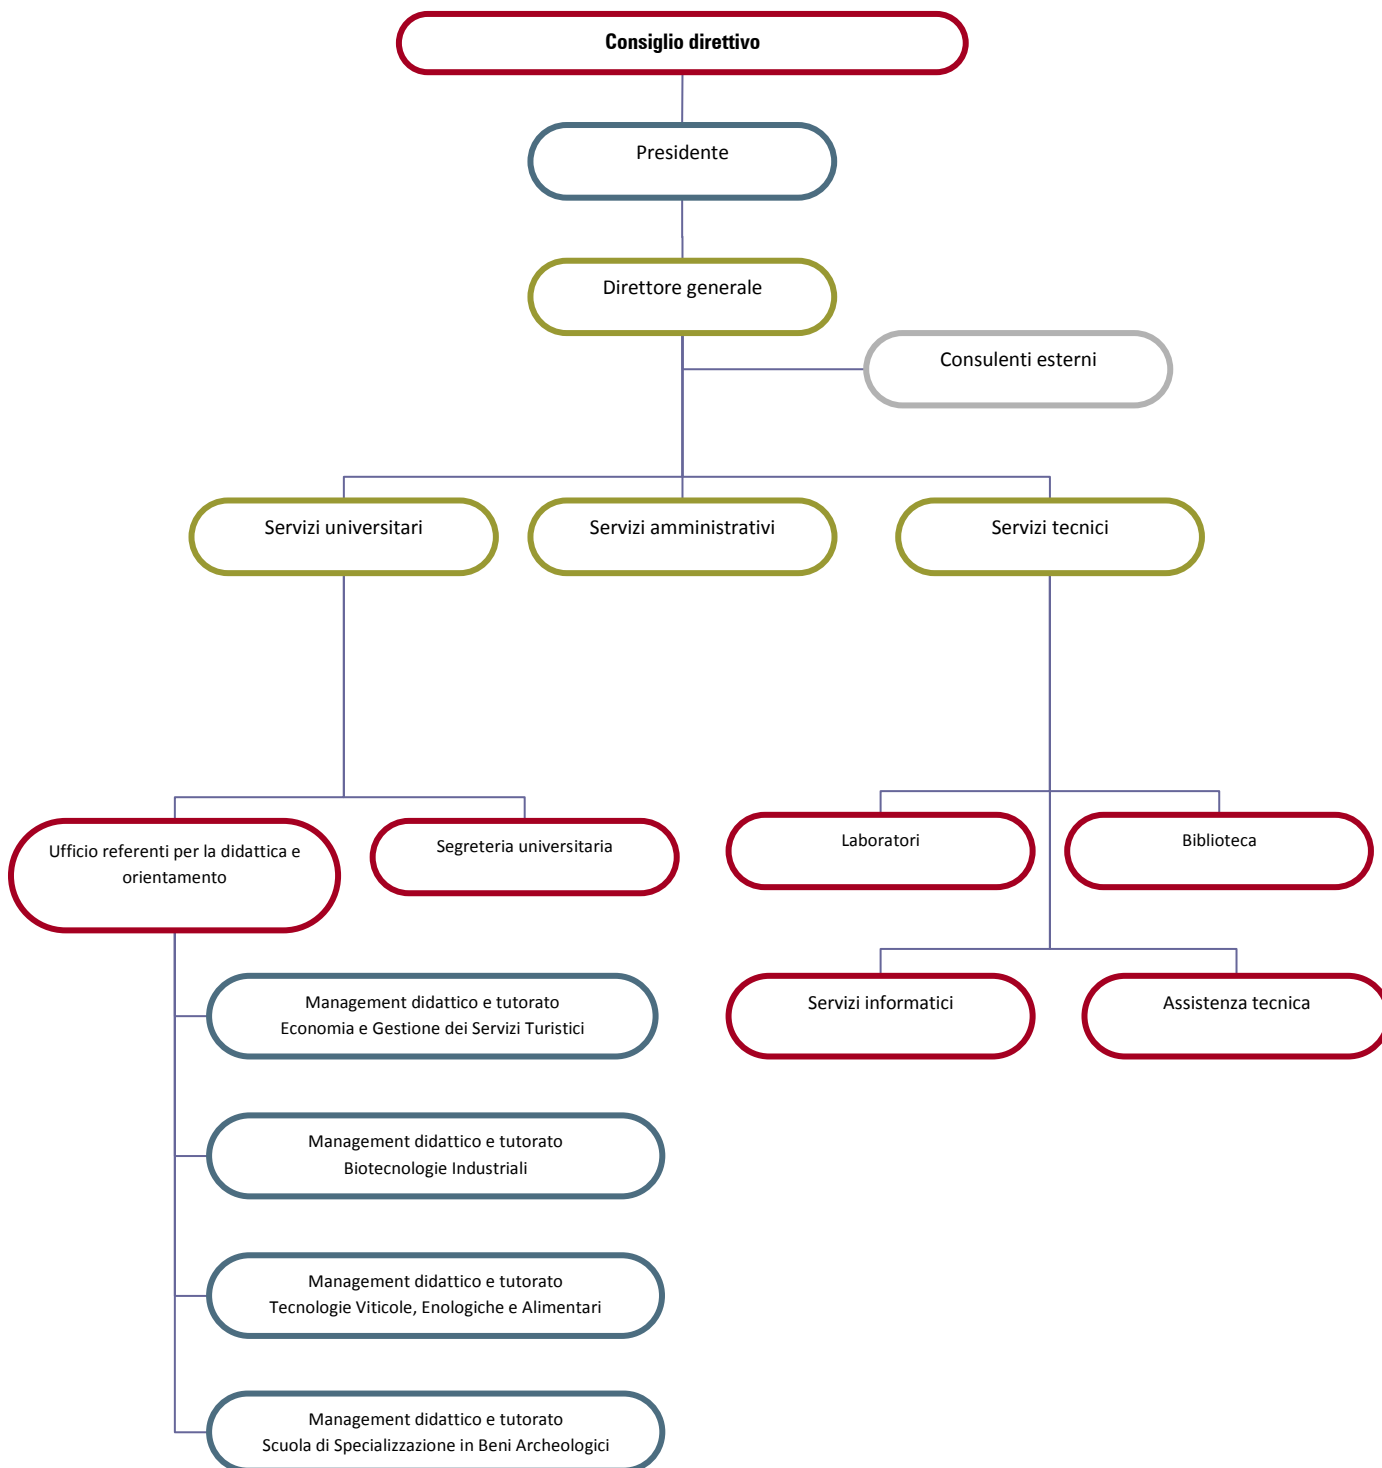 Consiglio direttivo
Presidente
Direttore generale
Consulenti esterni
Servizi universitari
Servizi amministrativi
Servizi tecnici
Ufficio referenti per la didattica e
orientamento
Segreteria universitaria
Laboratori
Biblioteca
Servizi informatici
Assistenza tecnica
Management didattico e tutorato
Economia e Gestione dei Servizi Turistici
Management didattico e tutorato
Biotecnologie Industriali
Management didattico e tutorato
Tecnologie Viticole, Enologiche e Alimentari
Management didattico e tutorato
Scuola di Specializzazione in Beni Archeologici